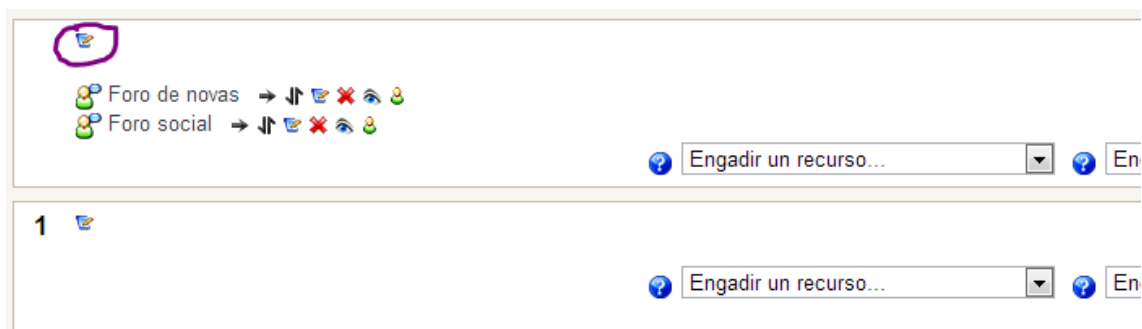 Foro de novas
Foro social
Engadir un recurso...
1
Engadir un recurso...